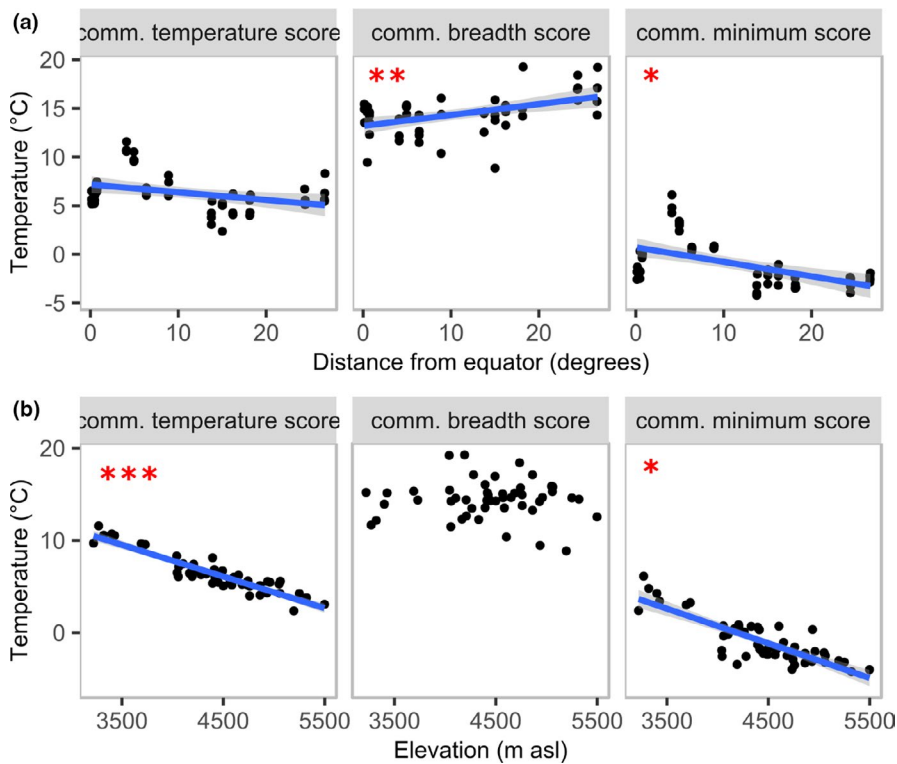 (a)
comm. temperature score
comm. breadth score
comm. minimum score
**
*
Temperature (°C)
20
15
10
5
0
-5
0 10 20
0 10 20
0 10 20
Distance from equator (degrees)
(b)
comm. temperature score
comm. breadth score
comm. minimum score
***
*
Temperature (°C)
20
10
0
3500 4500 5500
3500 4500 5500
3500 4500 5500
Elevation (m asl)